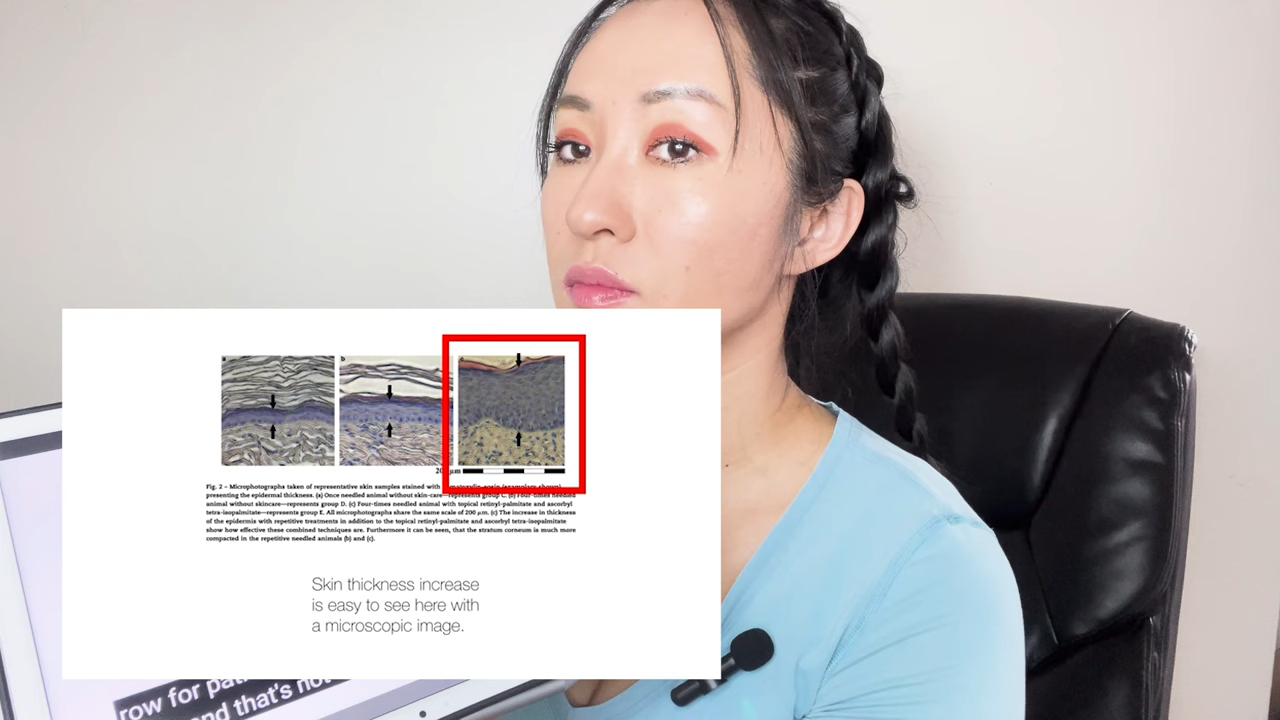 a
b
20
μm
Fig. 2 – Microphotographs taken of representative skin samples stained with
presenting the epidermal thickness. (a) Once needled animal without skin-care—represents group C. (b) Four-times needled
animal without skincare—represents group D. (c) Four-times needled animal with topical retinyl-palmitate and ascorbyl
tetra-isopalmitate—represents group E. All microphotographs share the same scale of 200 μm. (c) The increase in thickness
of the epidermis with repetitive treatments in addition to the topical retinyl-palmitate and ascorbyl tetra-isopalmitate
show how effective these combined techniques are. Furthermore it can be seen, that the stratum corneum is much more
compacted in the repetitive needled animals (b) and (c).
Skin thickness increase
is easy to see here with
a microscopic image.
row for
and that's